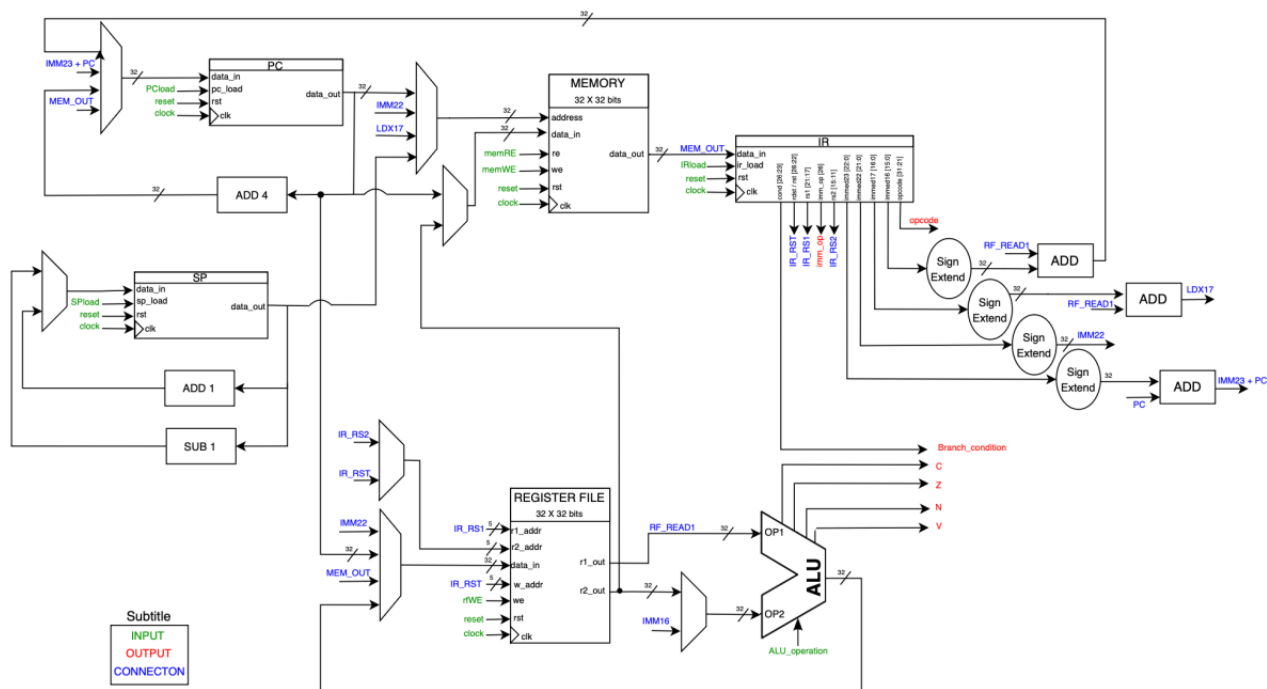 32
IMM23 + PC
MEM_OUT
32
PC
data_in
pc_load
rst
clk
data_out
PCload
reset
clock
32
IMM22
LDX17
32
32
MEMORY
32 X 32 bits
address
data_in
re
we
rst
clk
data_out
memRE
memWE
reset
clock
32
MEM_OUT
IRload
reset
clock
IR
data_in
ir_load
rst
clk
cond [26:23]
rdst / rst [26:22]
rs1 [21:17]
imm_op [28]
rs2 [15:11]
immed23 [22:0]
immed22 [21:0]
immed17 [16:0]
immed16 [15:0]
opcode [31:21]
IR_RST
IR_RS1
imm_op
IR_RS2
opcode
32
ADD 4
Sign
Extend
32
RF_READ1
ADD
Sign
Extend
32
RF_READ1
ADD
LDX17
Sign
Extend
32
IMM22
Sign
Extend
32
PC
ADD
IMM23 + PC
SP
data_in
sp_load
rst
clk
data_out
SPload
reset
clock
ADD 1
SUB 1
IR_RS2
IR_RST
IMM22
32
MEM_OUT
REGISTER FILE
32 X 32 bits
IR_RS1
5
r1_addr
5
r2_addr
32
data_in
IR_RST
5
w_addr
rfWE
we
reset
rst
clock
clk
r1_out
r2_out
RF_READ1
32
32
IMM16
32
OP1
OP2
ALU
32
ALU_operation
Branch_condition
C
Z
N
V
Subtitle
INPUT
OUTPUT
CONNECTON